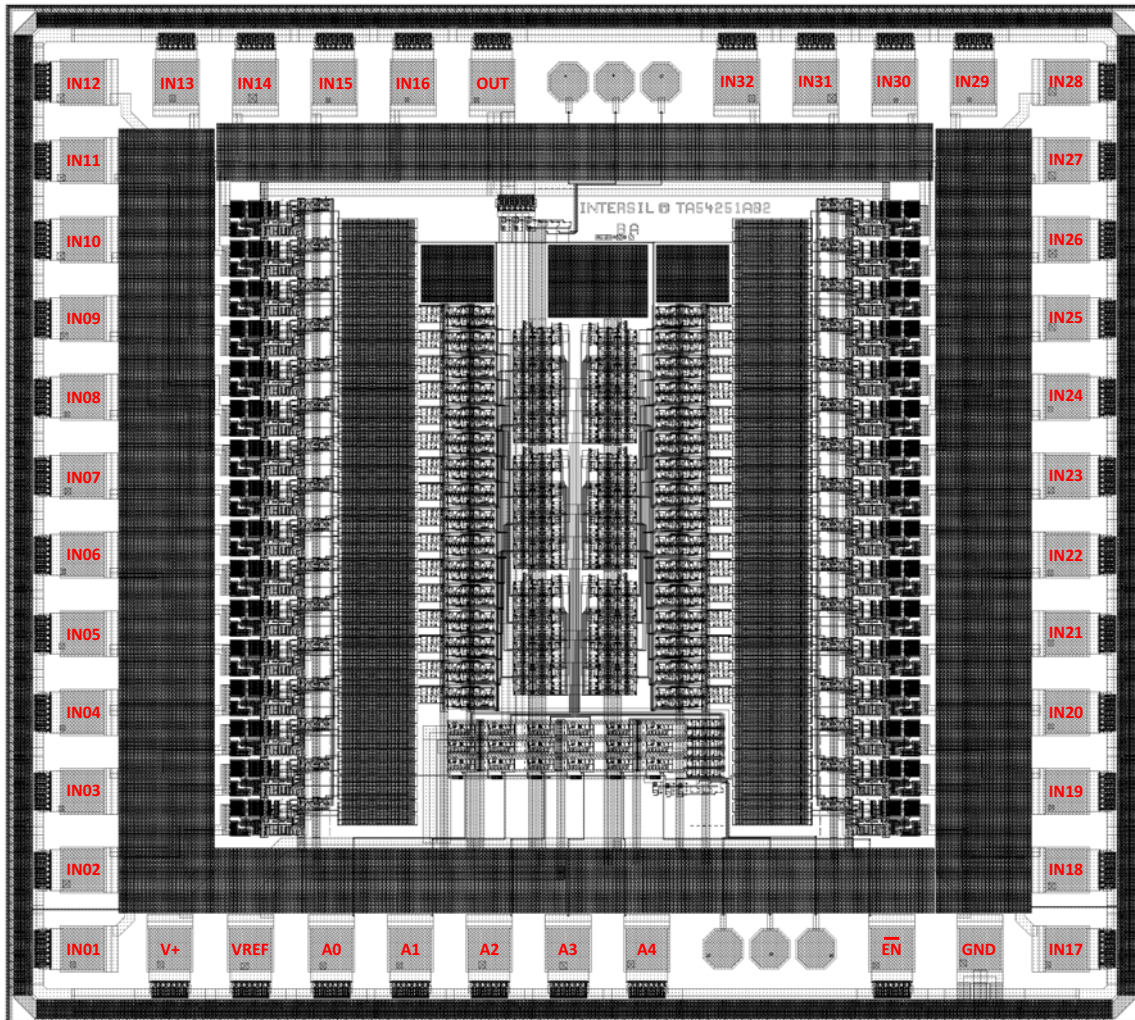 IN12 IN13 IN14 IN15 IN16 OUT IN32 IN31 IN30 IN29 IN28
IN11 IN27
INTERSIL ® TA54251A02
BA
IN10 IN26
IN09 IN25
IN08 IN24
IN07 IN23
IN06 IN22
IN05 IN21
IN04 IN20
IN03 IN19
IN02 IN18
IN01 V+ VREF A0 A1 A2 A3 A4 EN GND IN17